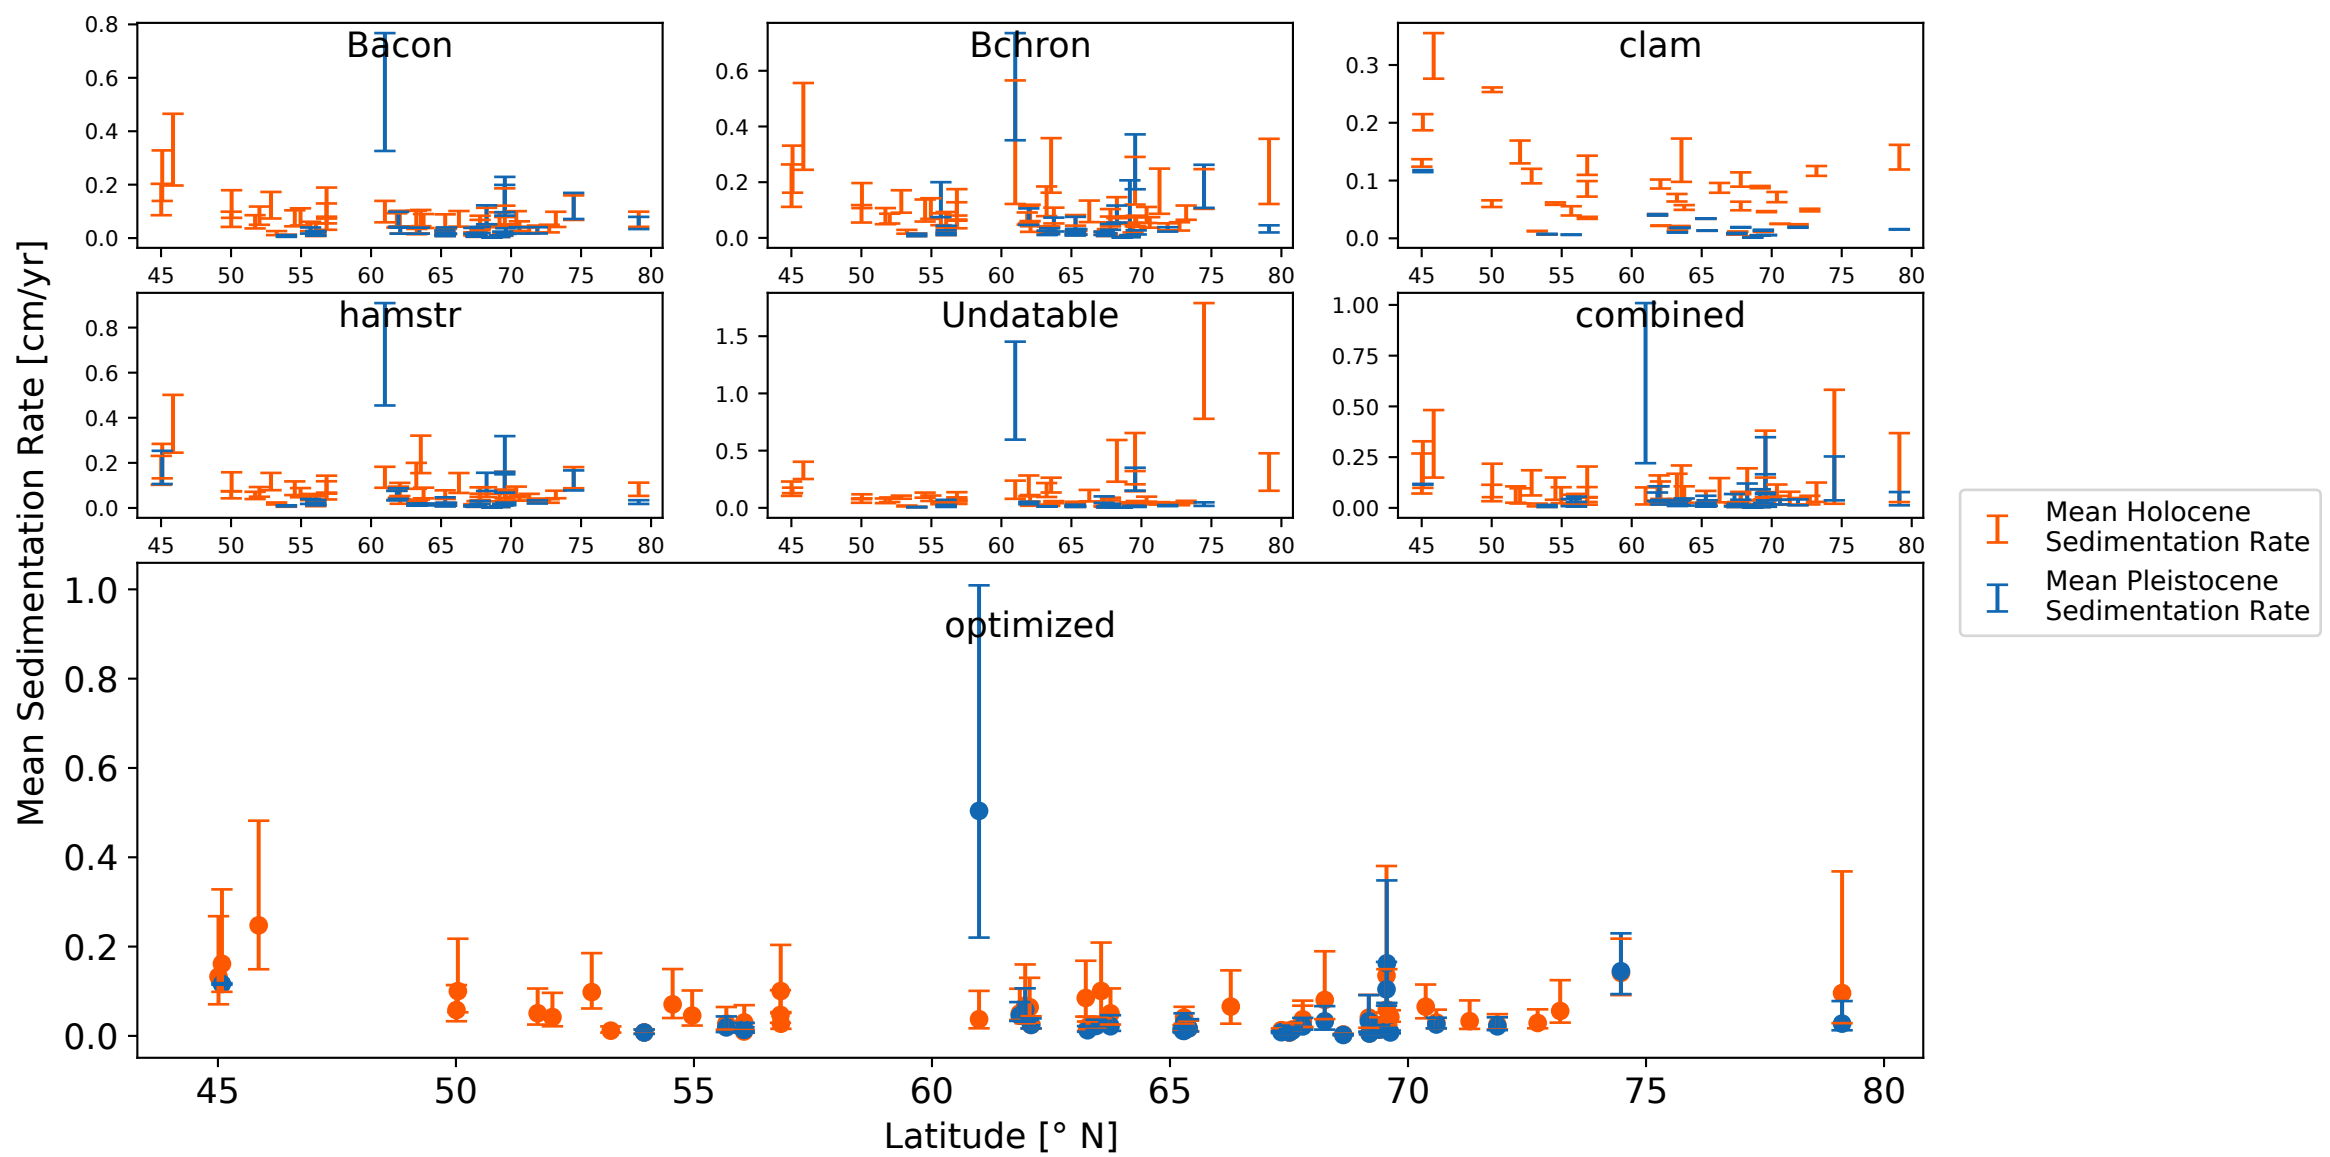 Mean Sedimentation Rate [cm/yr]
Bacon
0.8
0.6
0.4
0.2
0.0
45 50 55 60 65 70 75 80
Bchron
0.6
0.4
0.2
0.0
45 50 55 60 65 70 75 80
clam
0.3
0.2
0.1
0.0
45 50 55 60 65 70 75 80
hamstr
0.8
0.6
0.4
0.2
0.0
45 50 55 60 65 70 75 80
Undatable
1.5
1.0
0.5
0.0
45 50 55 60 65 70 75 80
combined
1.00
0.75
0.50
0.25
0.00
45 50 55 60 65 70 75 80
optimized
1.0
0.8
0.6
0.4
0.2
0.0
45 50 55 60 65 70 75 80
Latitude [° N]
Mean Holocene
Sedimentation Rate
Mean Pleistocene
Sedimentation Rate